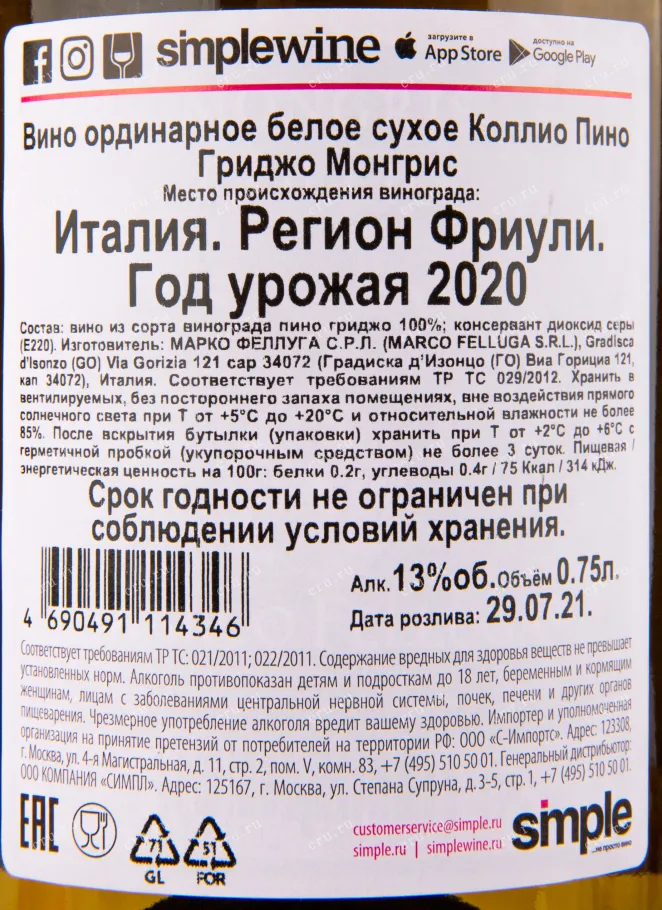 simplewine загрузите в App Store доступно на Google Play
Вино ординарное белое сухое Коллио Пино
Гриджо Монгрис
Место происхождения винограда:
Италия. Регион Фриули.
Год урожая 2020
Состав: вино из сорта винограда пино гриджо 100%; консервант диоксид серы
(Е220). Изготовитель: МАРКО ФЕЛЛУГА С.Р.Л. (MARCO FELLUGA S.R.L.), Gradisca
d'Isonzo (GO) Via Gorizia 121 cap 34072 (Градиска д'Изонцо (ГО) Виа Гориция 121,
кап 34072), Италия. Соответствует требованиям ТР ТС 029/2012. Хранить в
вентилируемых, без постороннего запаха помещениях, вне воздействия прямого
солнечного света при Т от +5°С до +20°С и относительной влажности не более
85%. После вскрытия бутылки (упаковки) хранить при Т от +2°С до +6°С с
герметичной пробкой (укупорочным средством) не более 3 суток. Пищевая /
энергетическая ценность на 100г: белки 0.2г, углеводы 0.4г / 75 Ккал / 314 кДж.
Срок годности не ограничен при
соблюдении условий хранения.
Алк. 13%об. Объём 0.75л.
Дата розлива: 29.07.21.
4 690491 114346
Соответствует требованиям ТР ТС: 021/2011; 022/2011. Содержание вредных для здоровья веществ не превышает
установленных норм. Алкоголь противопоказан детям и подросткам до 18 лет, беременным и кормящим
женщинам, лицам с заболеваниями центральной нервной системы, почек, печени и других органов
пищеварения. Чрезмерное употребление алкоголя вредит вашему здоровью. Импортер и уполномоченная
организация на принятие претензий от потребителей на территории РФ: ООО «С-Импортс». Адрес: 123308,
г. Москва, ул. 4-я Магистральная, д. 11, стр. 2, пом. V, комн. 83, +7 (495) 510 50 01. Генеральный дистрибьютор:
ООО КОМПАНИЯ «СИМПЛ». Адрес: 125167, г. Москва, ул. Степана Супруна, д. 3-5, стр. 1, +7 (495) 510 50 01.
EAC
71
GL
51
FOR
customerservice@simple.ru
simple.ru | simplewine.ru
simple
...не просто вино